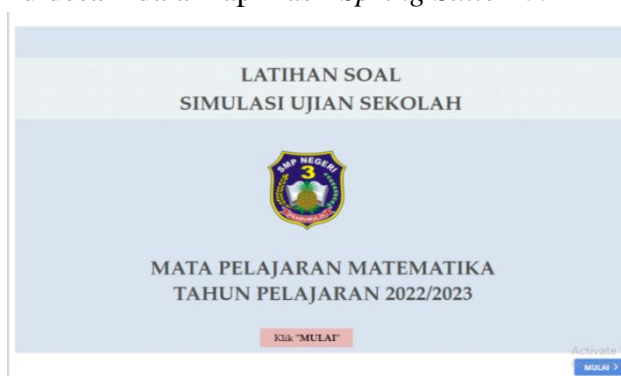 LATIHAN SOAL
SIMULASI UJIAN SEKOLAH
SMP NEGERI
3
PRABUMULIH
MATA PELAJARAN MATEMATIKA
TAHUN PELAJARAN 2022/2023
Klik "MULAI"
Activate
MULAI >